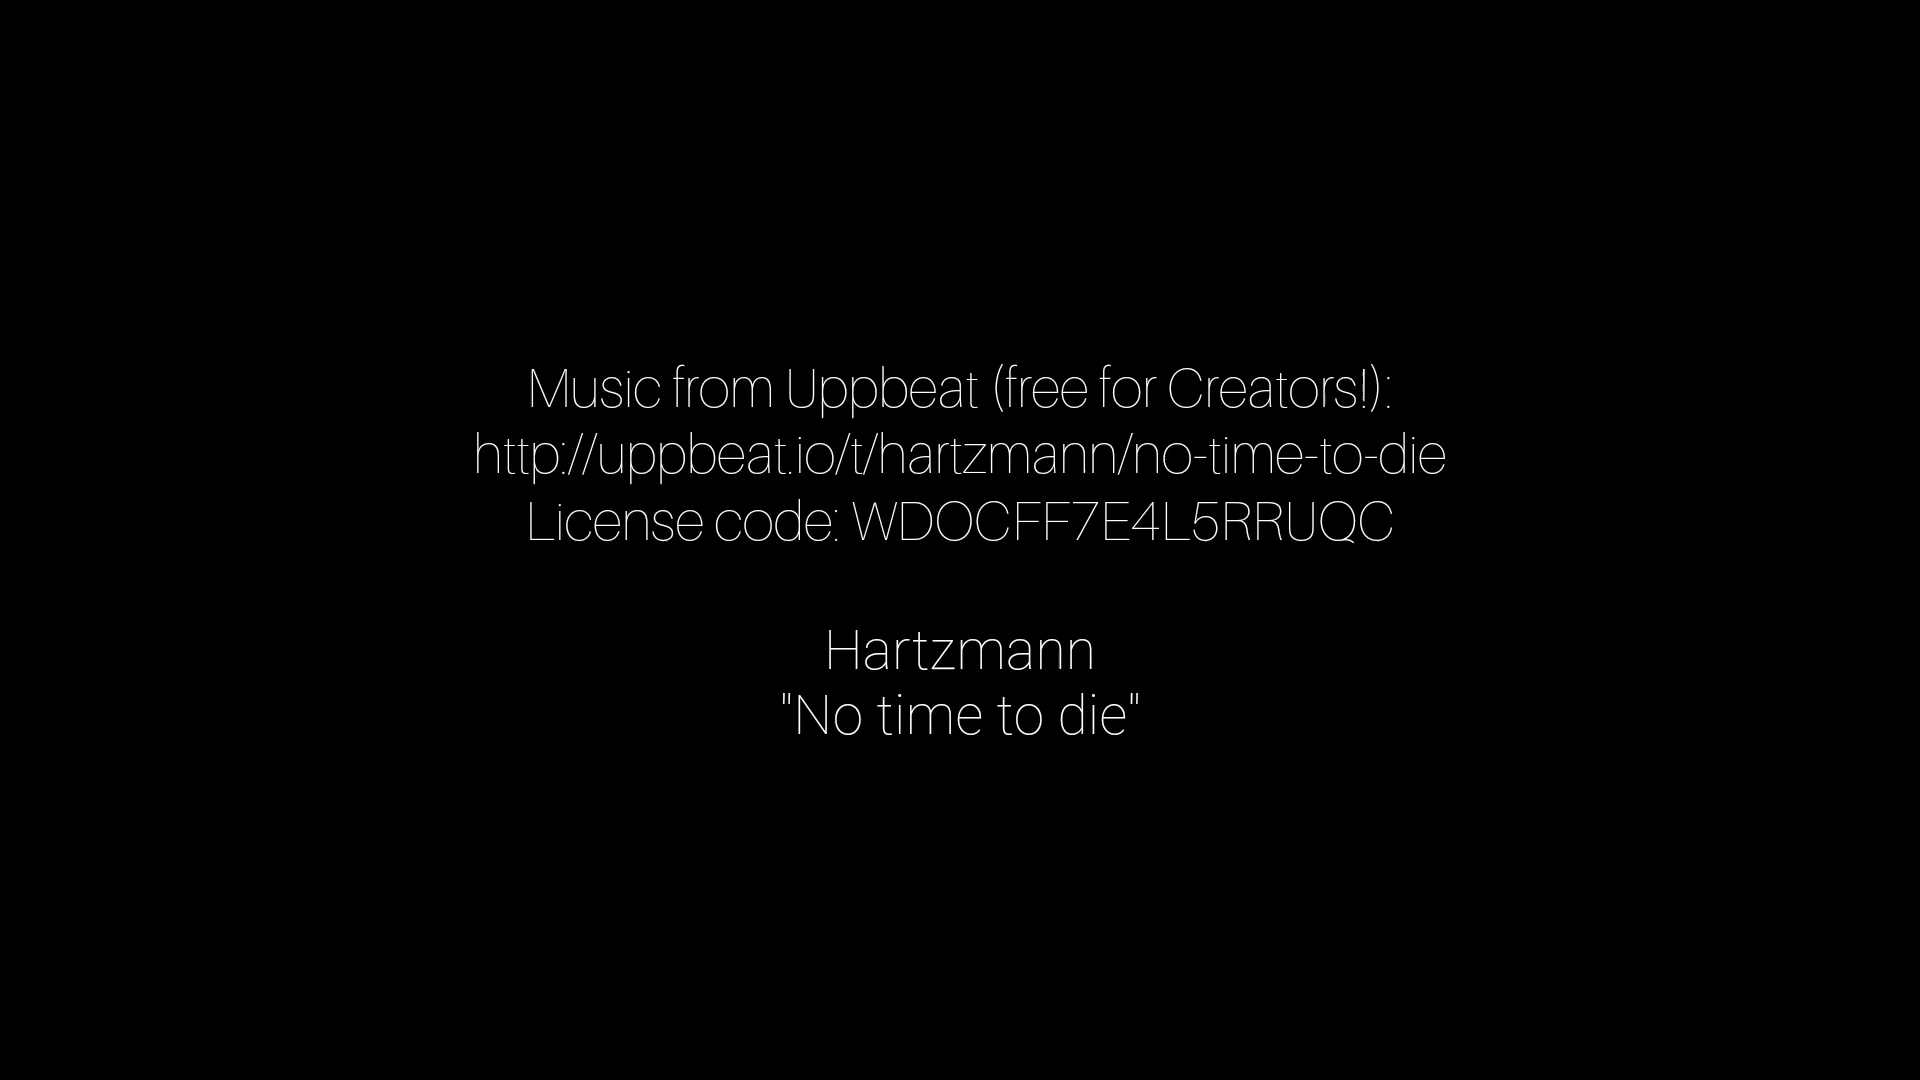 Music from Uppbeat (free for Creators!):
http://uppbeat.io/t/hartzmann/no-time-to-die
License code: WDOCFF7E4L5RRUQC
Hartzmann
"No time to die"